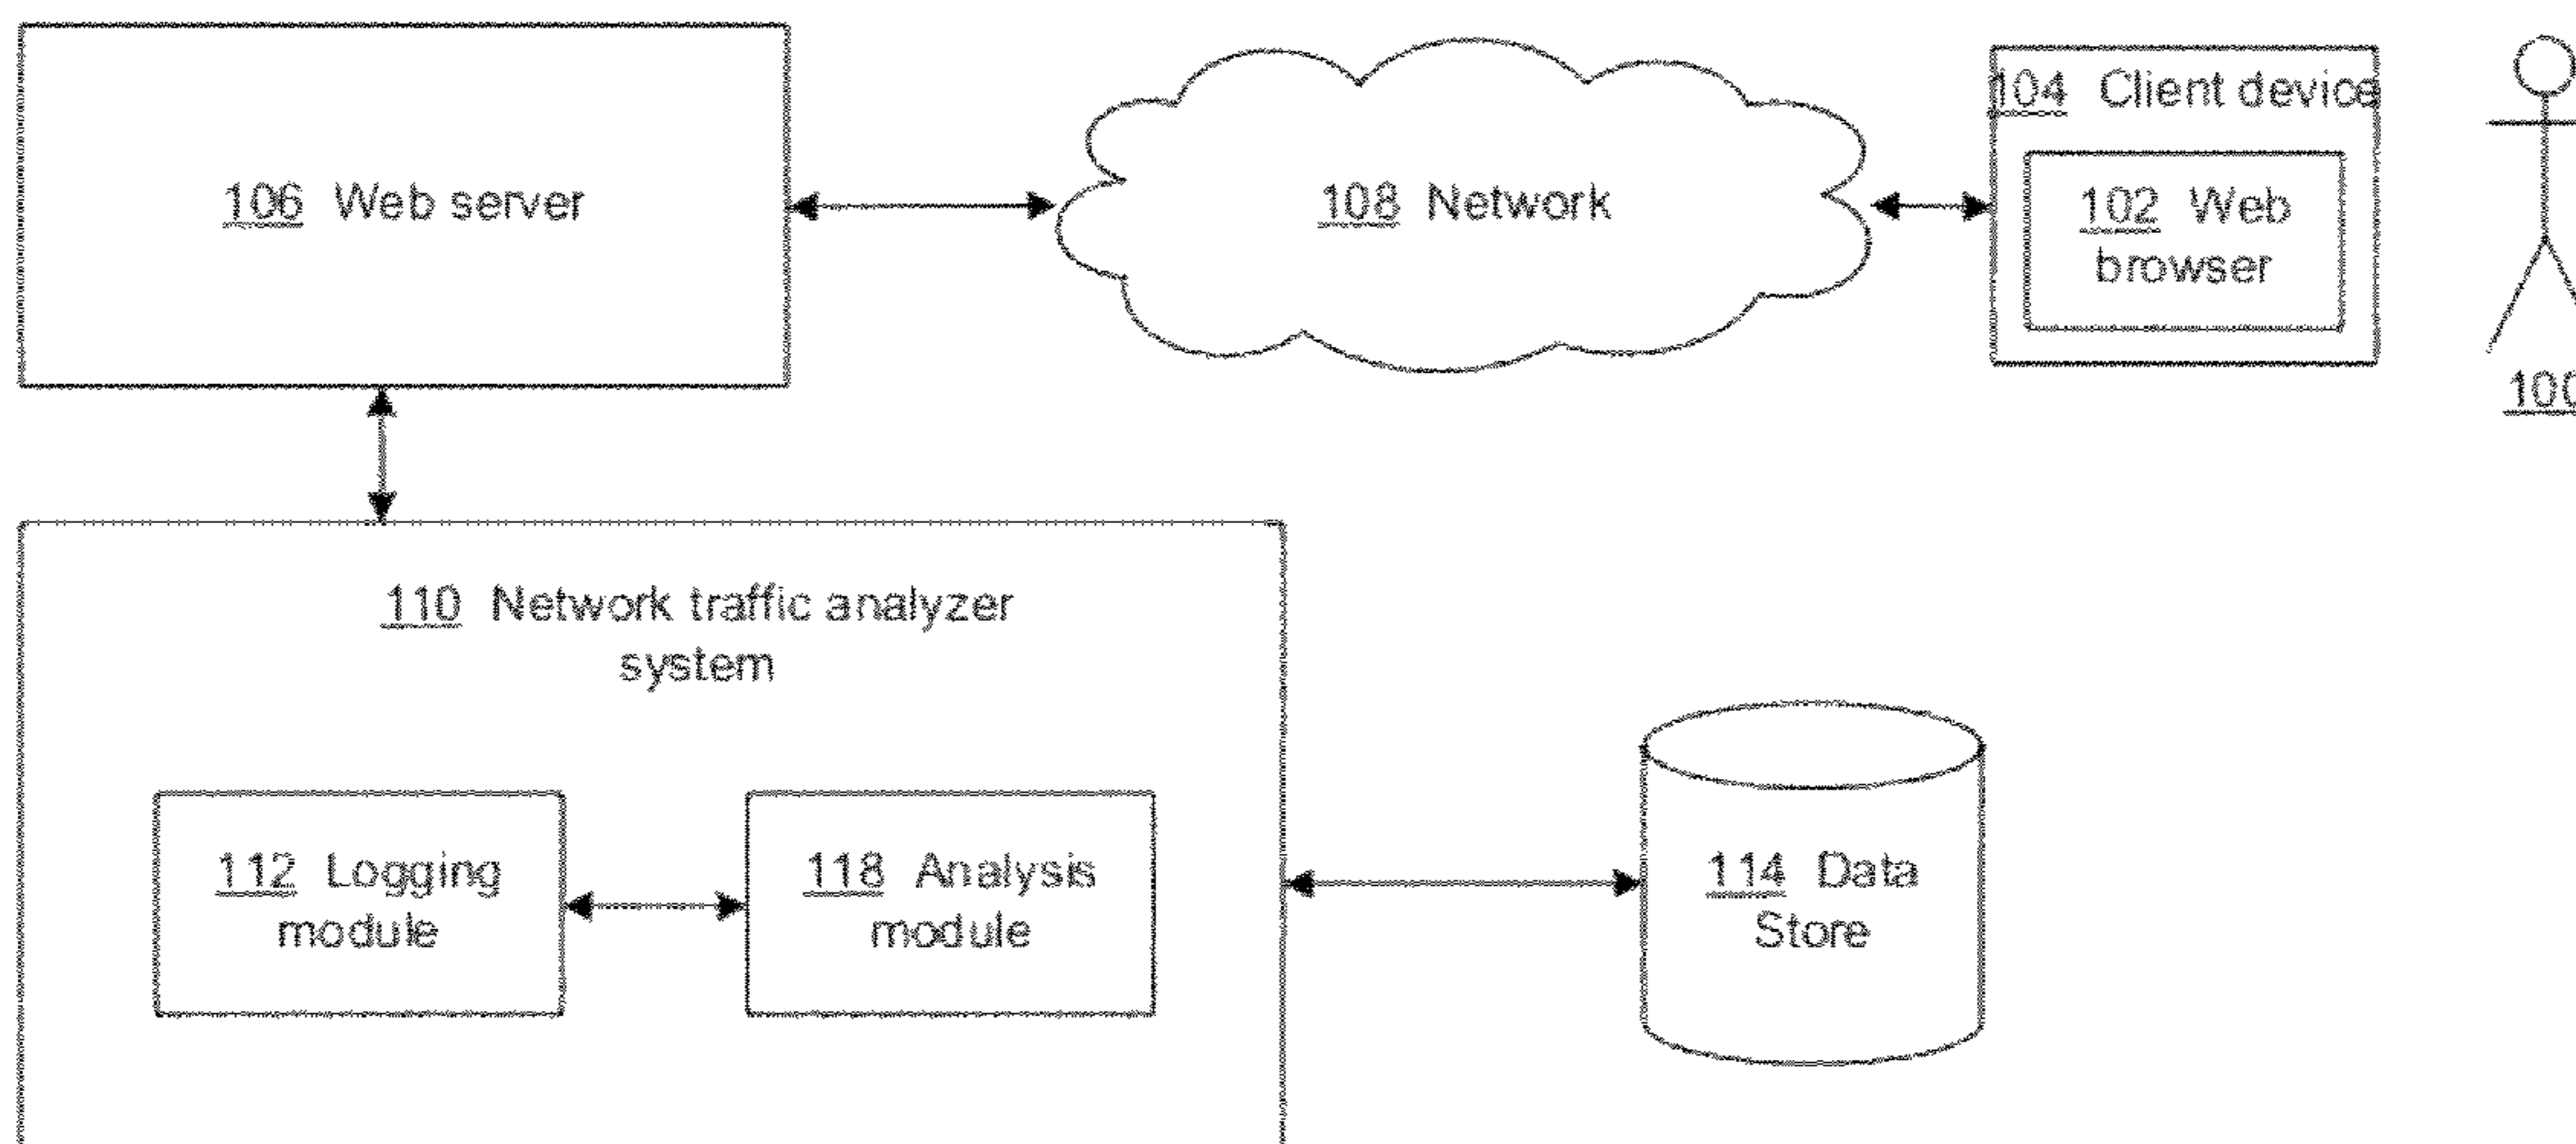 106 Web server
108 Network
104 Client device
102 Web
browser
100
110 Network traffic analyzer
system
112 Logging
module
118 Analysis
module
114 Data
Store